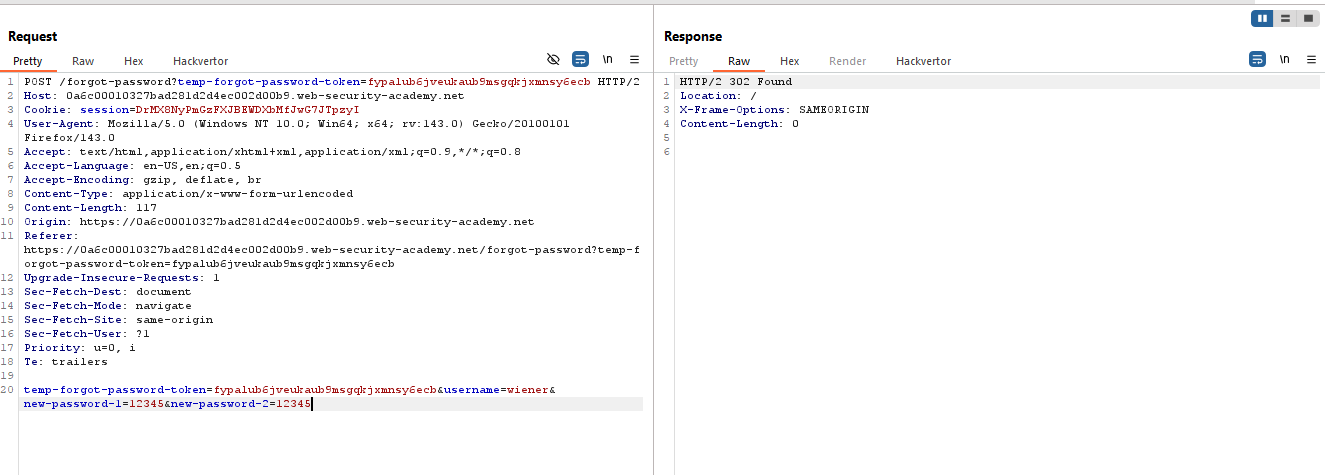 Request
Pretty Raw Hex Hackvertor \n
1 POST /forgot-password?temp-forgot-password-token=fypalub6jveukaub9msgqkjxmnsy6ecb HTTP/2
2 Host: 0a6c00010327bad281d2d4ec002d00b9.web-security-academy.net
3 Cookie: session=DrMX8NyPmGzFXJBEWDXbMfJwG7JTpzyI
4 User-Agent: Mozilla/5.0 (Windows NT 10.0; Win64; x64; rv:143.0) Gecko/20100101
Firefox/143.0
5 Accept: text/html,application/xhtml+xml,application/xml;q=0.9,*/*;q=0.8
6 Accept-Language: en-US,en;q=0.5
7 Accept-Encoding: gzip, deflate, br
8 Content-Type: application/x-www-form-urlencoded
9 Content-Length: 117
10 Origin: https://0a6c00010327bad281d2d4ec002d00b9.web-security-academy.net
11 Referer:
https://0a6c00010327bad281d2d4ec002d00b9.web-security-academy.net/forgot-password?temp-f
orgot-password-token=fypalub6jveukaub9msgqkjxmnsy6ecb
12 Upgrade-Insecure-Requests: 1
13 Sec-Fetch-Dest: document
14 Sec-Fetch-Mode: navigate
15 Sec-Fetch-Site: same-origin
16 Sec-Fetch-User: ?1
17 Priority: u=0, i
18 Te: trailers
19
20 temp-forgot-password-token=fypalub6jveukaub9msgqkjxmnsy6ecb&username=wiener&
new-password-1=12345&new-password-2=12345
Response
Pretty Raw Hex Render Hackvertor \n
1 HTTP/2 302 Found
2 Location: /
3 X-Frame-Options: SAMEORIGIN
4 Content-Length: 0
5
6